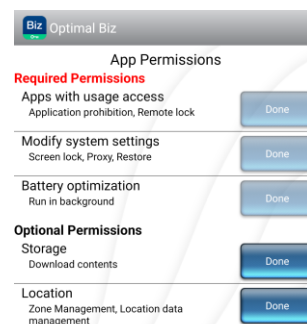 Biz
Optimal Biz
App Permissions
Required Permissions
Apps with usage access
Application prohibition, Remote lock
Done
Modify system settings
Screen lock, Proxy, Restore
Done
Battery optimization
Run in background
Done
Optional Permissions
Storage
Download contents
Done
Location
Zone Management, Location data
management
Done